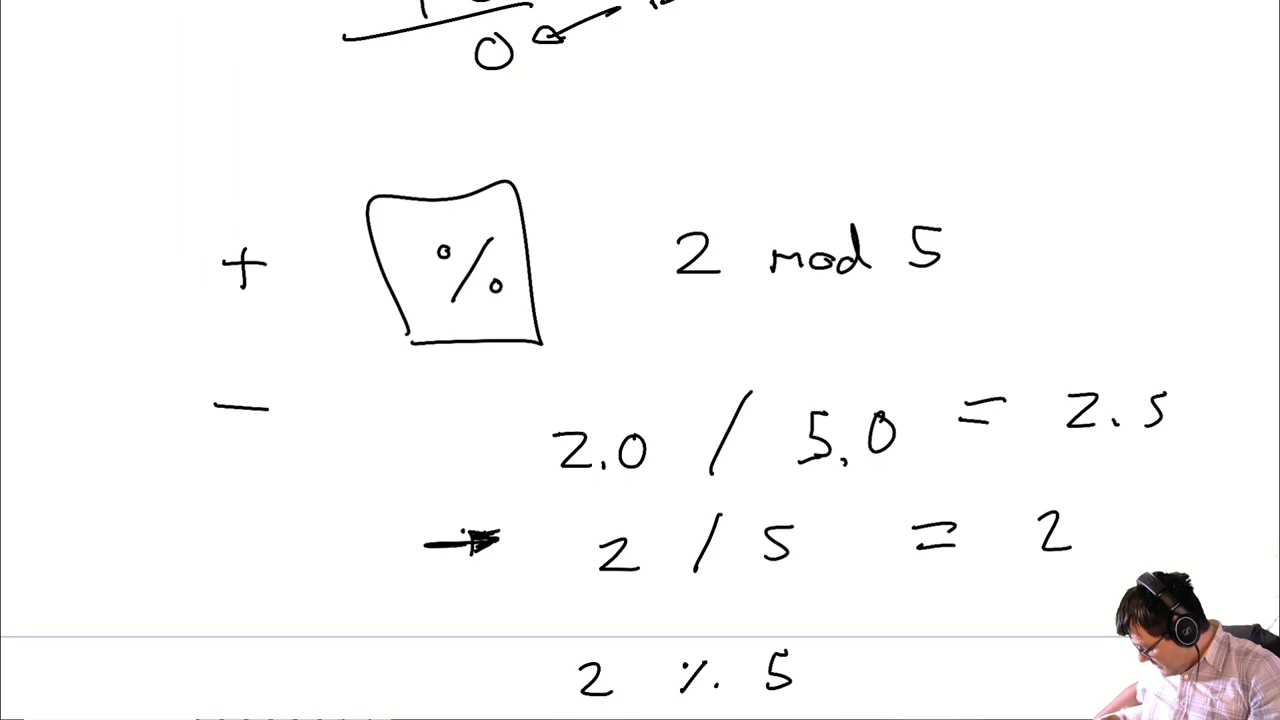 0
+ % 2 mod 5
-
2.0 / 5.0 = 2.5
→ 2 / 5 = 2
2 % 5